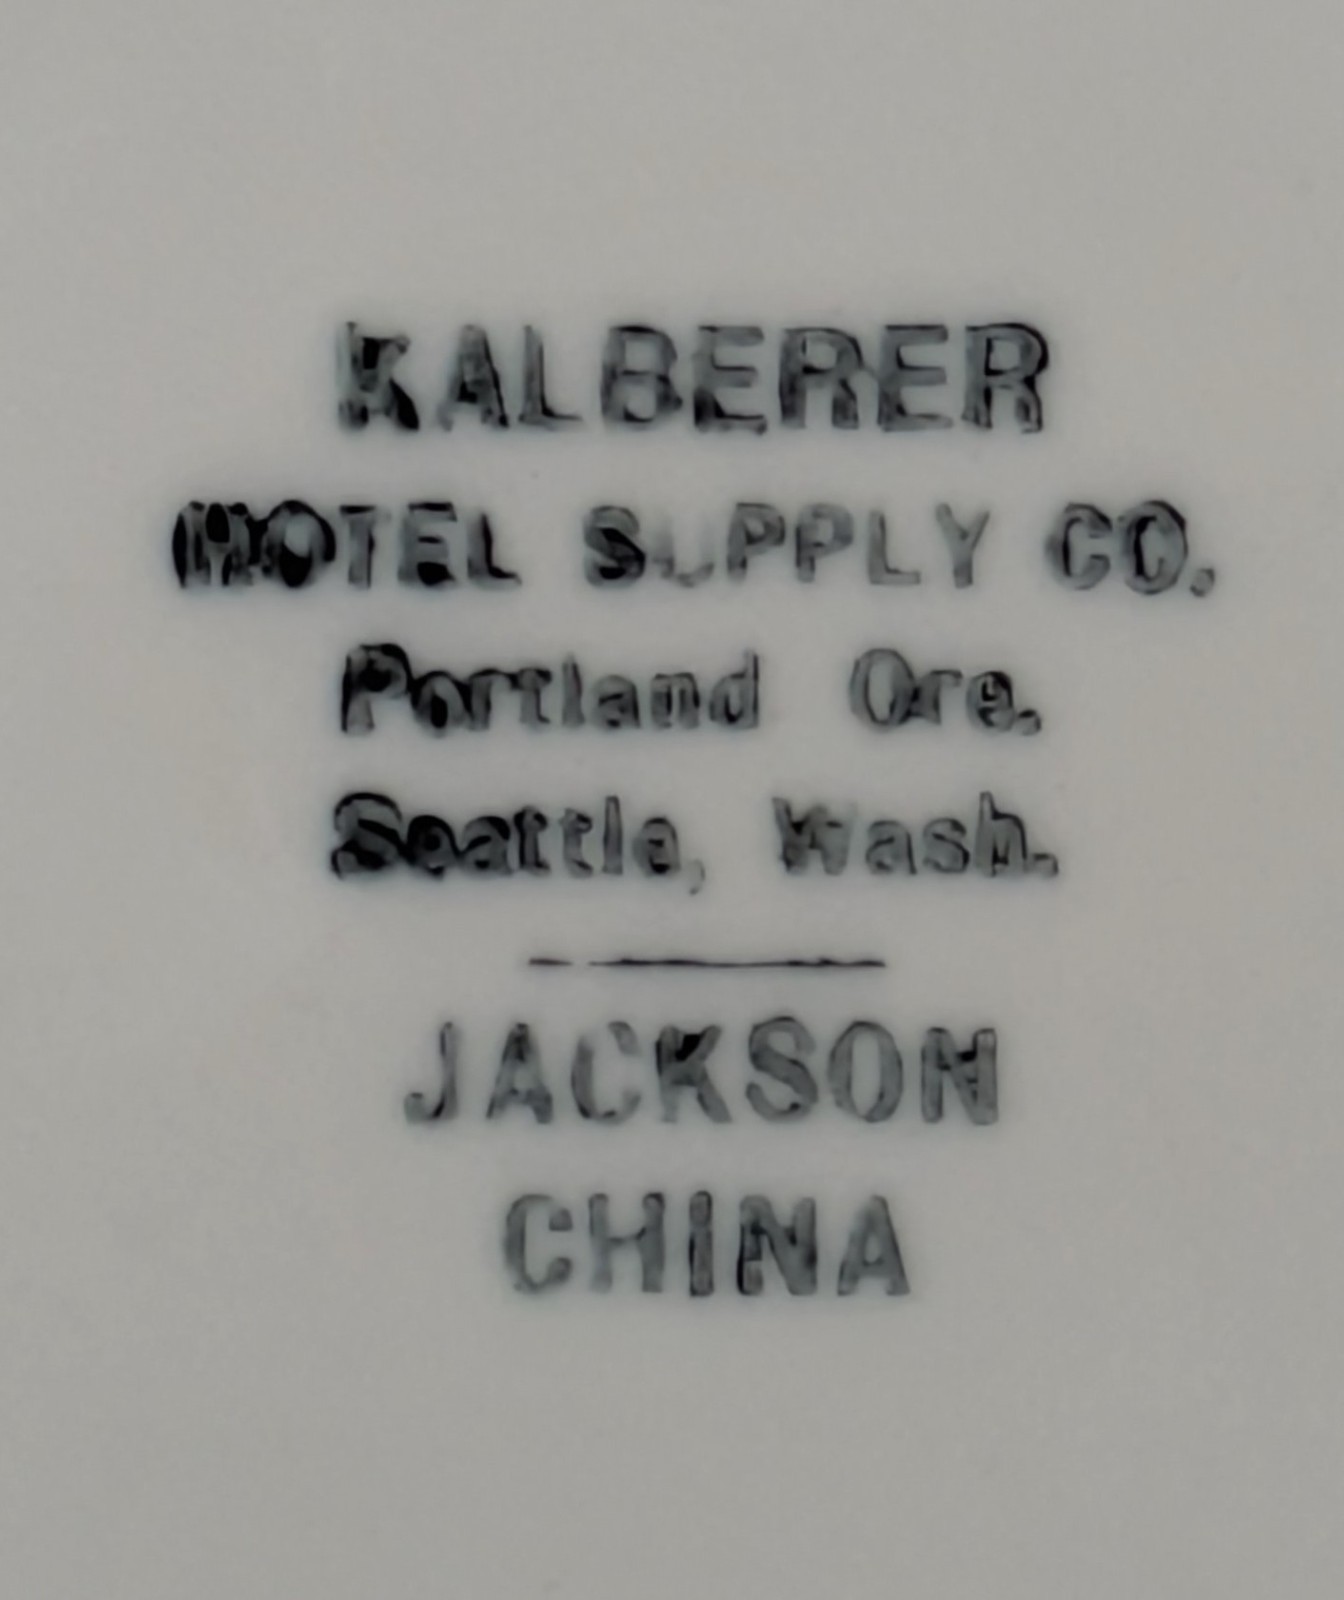 KALBERER
HOTEL SUPPLY CO.
Portland Ore.
Seattle, Wash.
JACKSON
CHINA